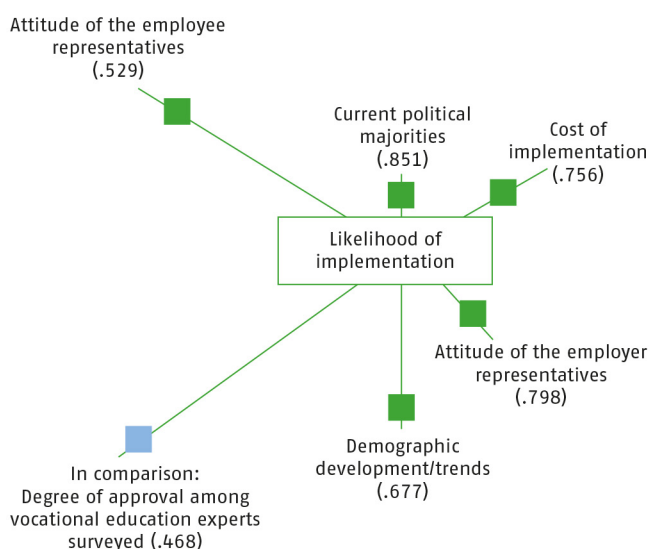 Attitude of the employee
representatives
(.529)
Current political
majorities
(.851)
Cost of
implementation
(.756)
Likelihood of
implementation
Attitude of the employer
representatives
(.798)
Demographic
development/trends
(.677)
In comparison:
Degree of approval among
vocational education experts
surveyed (.468)